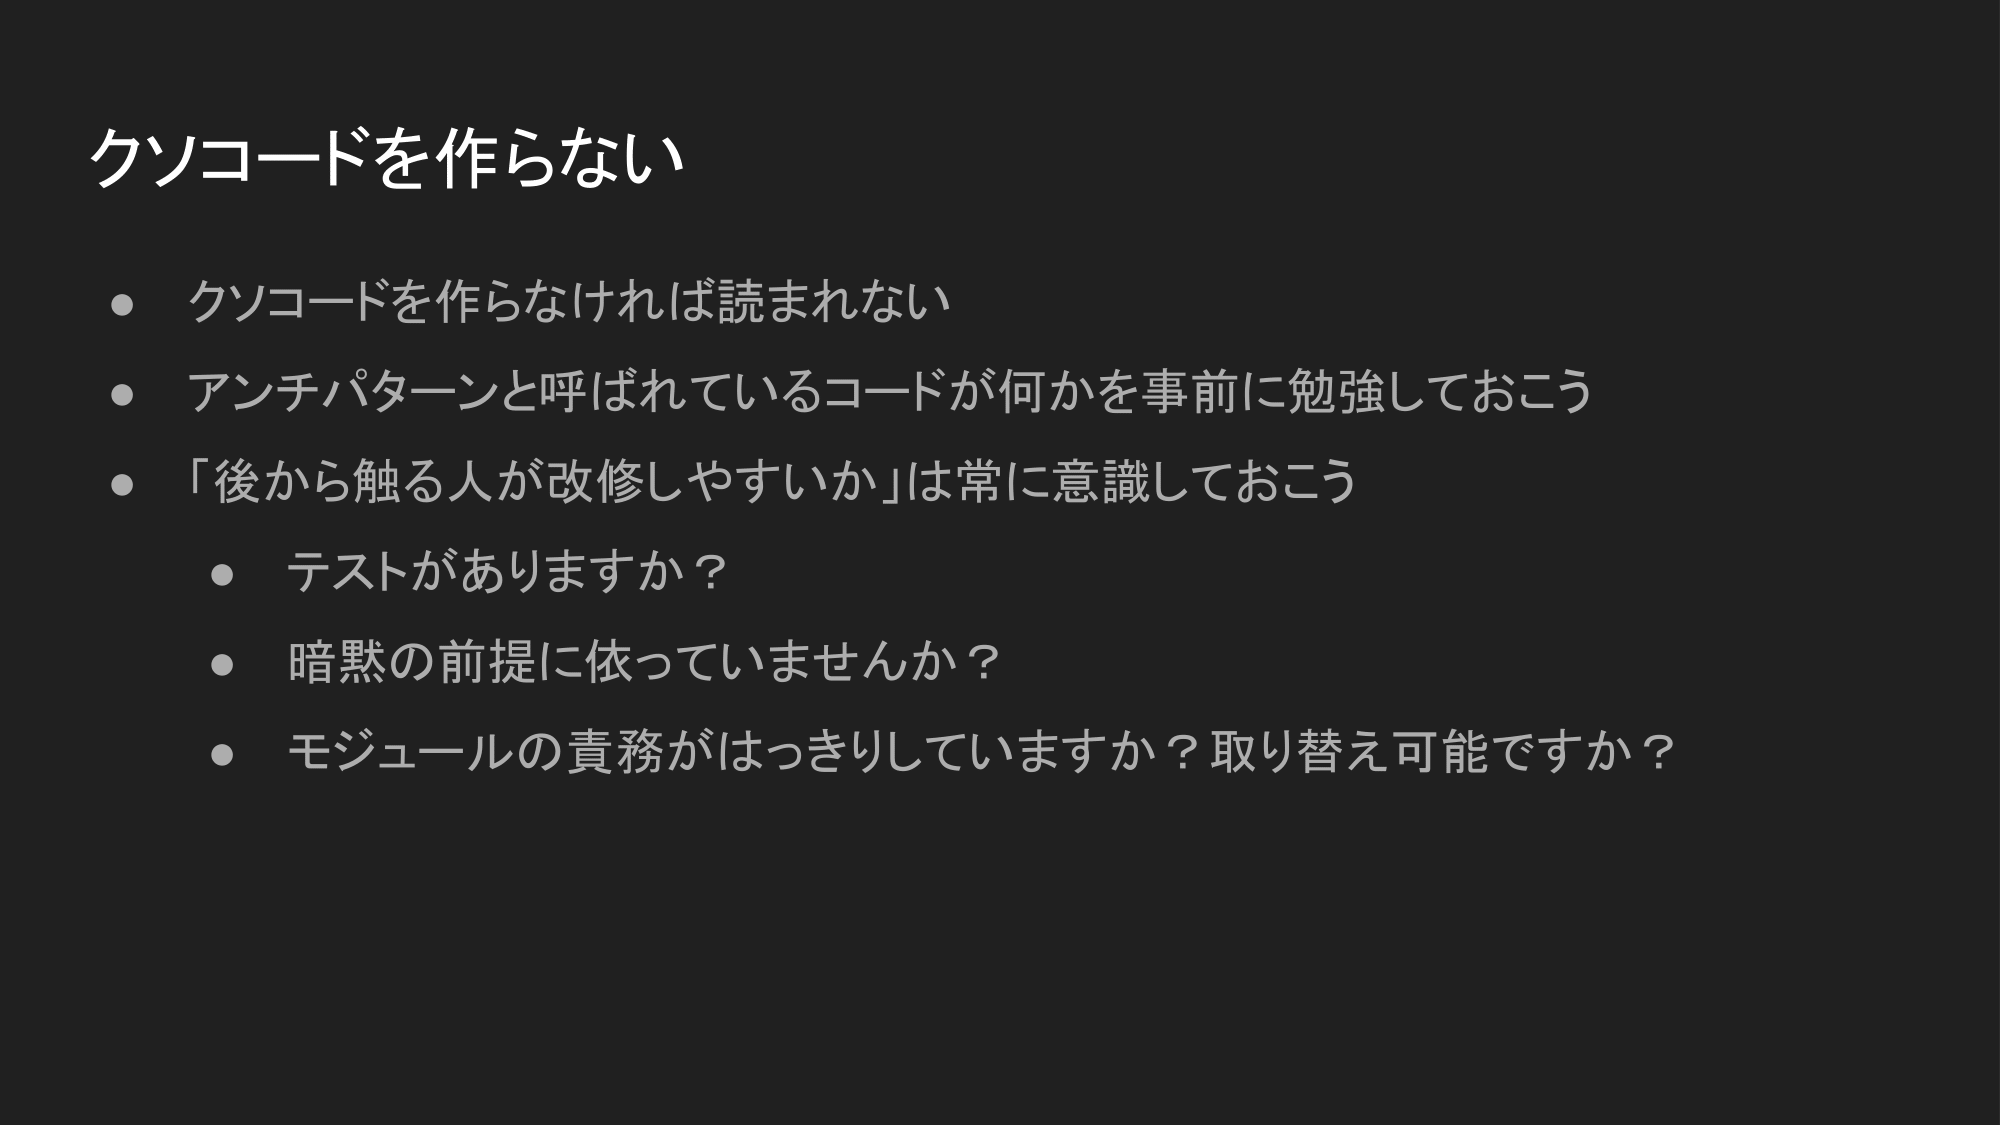 クソコードを作らない
● クソコードを作らなければ読まれない
● アンチパターンと呼ばれているコードが何かを事前に勉強しておこう
● 「後から触る人が改修しやすいか」は常に意識しておこう
● テストがありますか？
● 暗黙の前提に依っていませんか？
● モジュールの責務がはっきりしていますか？取り替え可能ですか？